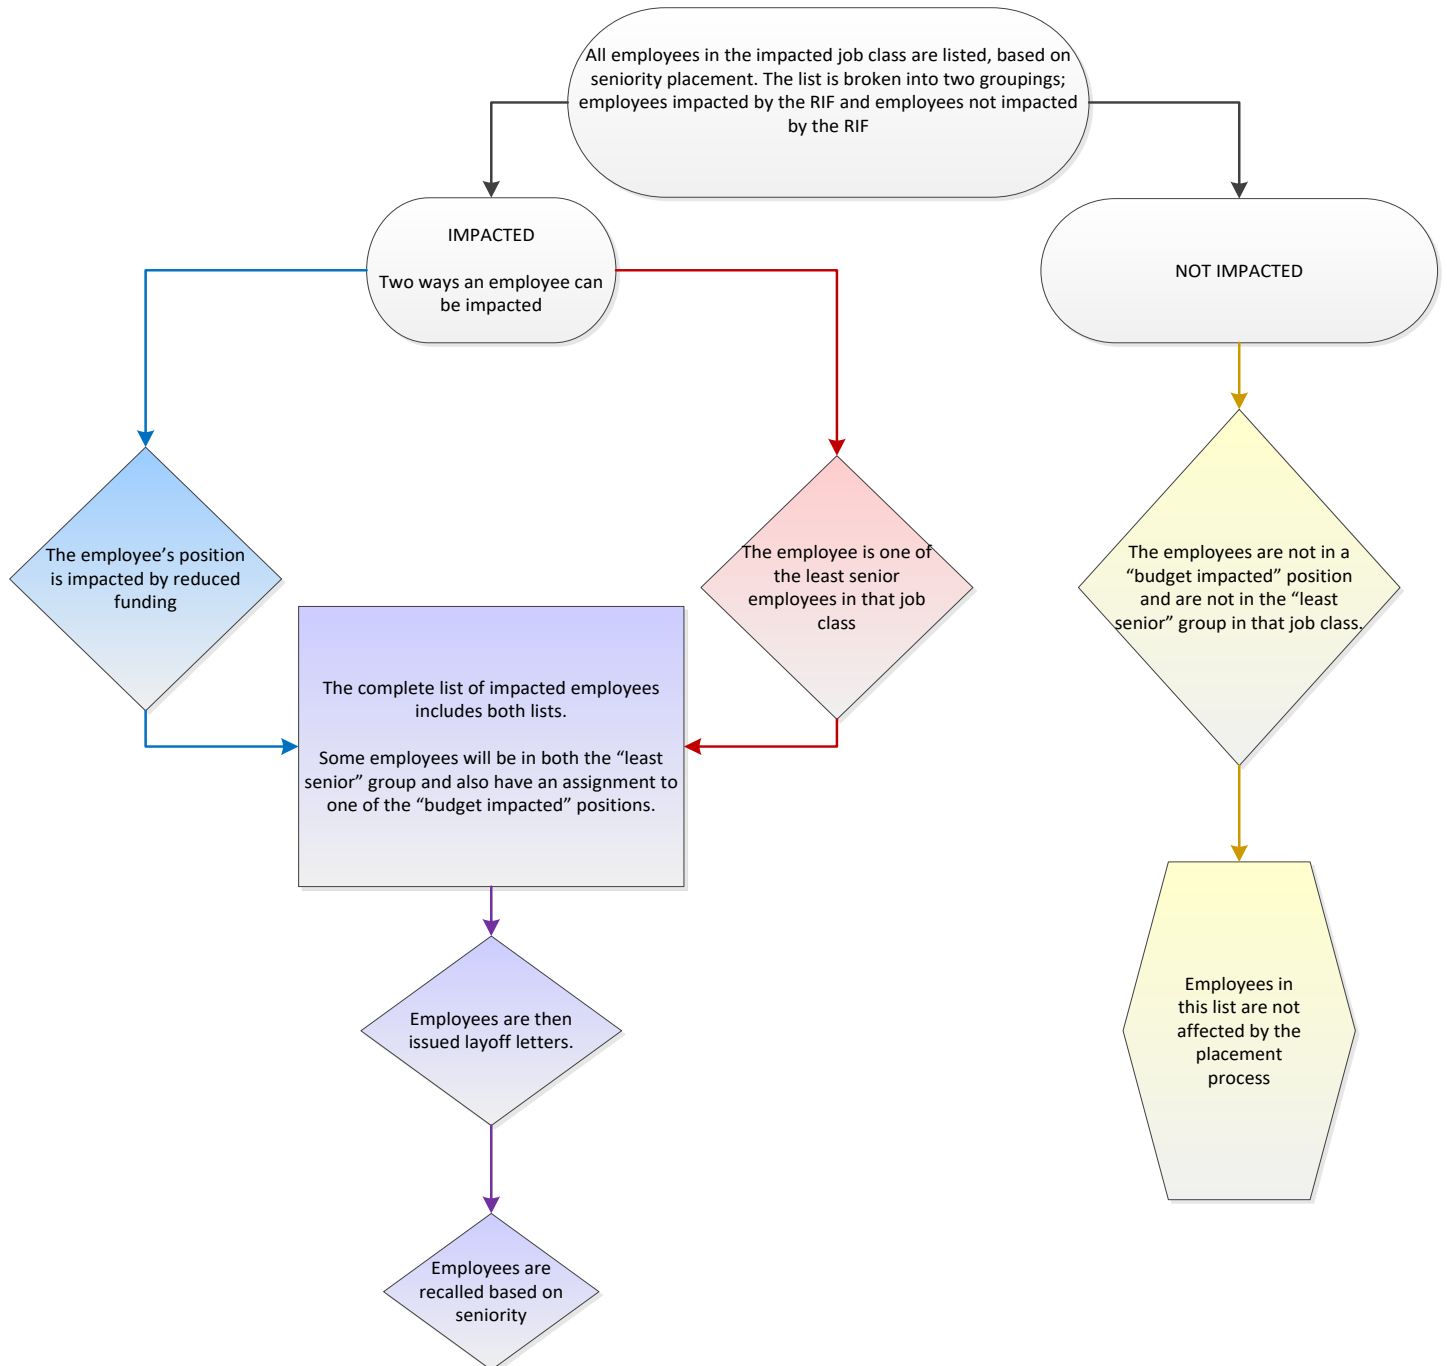 All employees in the impacted job class are listed, based on
seniority placement. The list is broken into two groupings;
employees impacted by the RIF and employees not impacted
by the RIF
IMPACTED
Two ways an employee can
be impacted
NOT IMPACTED
The employee’s position
is impacted by reduced
funding
The employee is one of
the least senior
employees in that job
class
The employees are not in a
“budget impacted” position
and are not in the “least
senior” group in that job class.
The complete list of impacted employees
includes both lists.
Some employees will be in both the “least
senior” group and also have an assignment to
one of the “budget impacted” positions.
Employees are then
issued layoff letters.
Employees in
this list are not
affected by the
placement
process
Employees are
recalled based on
seniority